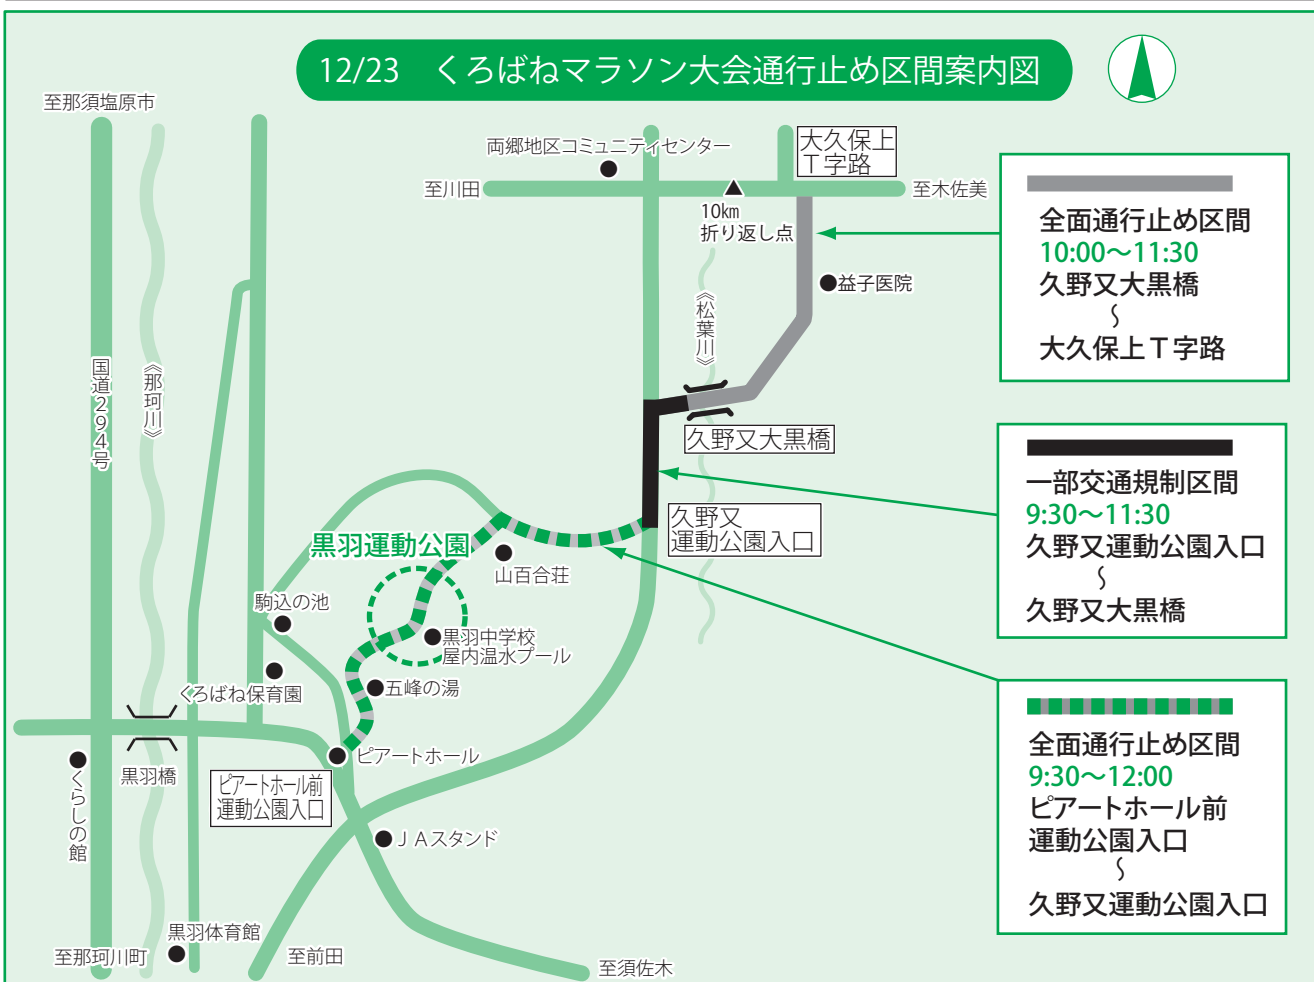 12/23　くろばねマラソン大会通行止め区間案内図
至那須塩原市
両郷地区コミュニティセンター
大久保上
T字路
至川田
至木佐美
10km
折り返し点
益子医院
《松葉川》
国道294号
《那珂川》
久野又大黒橋
久野又
運動公園入口
黒羽運動公園
山百合荘
駒込の池
黒羽中学校
屋内温水プール
くろばね保育園
五峰の湯
ピアートホール
黒羽橋
くらしの館
ピアートホール前
運動公園入口
JAスタンド
黒羽体育館
至那珂川町
至前田
至須佐木
全面通行止め区間
10:00～11:30
久野又大黒橋
～
大久保上T字路
一部交通規制区間
9:30～11:30
久野又運動公園入口
～
久野又大黒橋
全面通行止め区間
9:30～12:00
ピアートホール前
運動公園入口
～
久野又運動公園入口